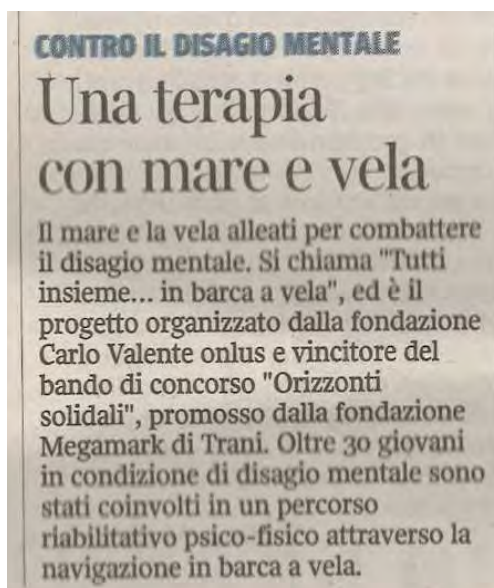 CONTRO IL DISAGIO MENTALE
Una terapia
con mare e vela
Il mare e la vela alleati per combattere
il disagio mentale. Si chiama "Tutti
insieme... in barca a vela", ed è il
progetto organizzato dalla fondazione
Carlo Valente onlus e vincitore del
bando di concorso "Orizzonti
solidali", promosso dalla fondazione
Megamark di Trani. Oltre 30 giovani
in condizione di disagio mentale sono
stati coinvolti in un percorso
riabilitativo psico-fisico attraverso la
navigazione in barca a vela.